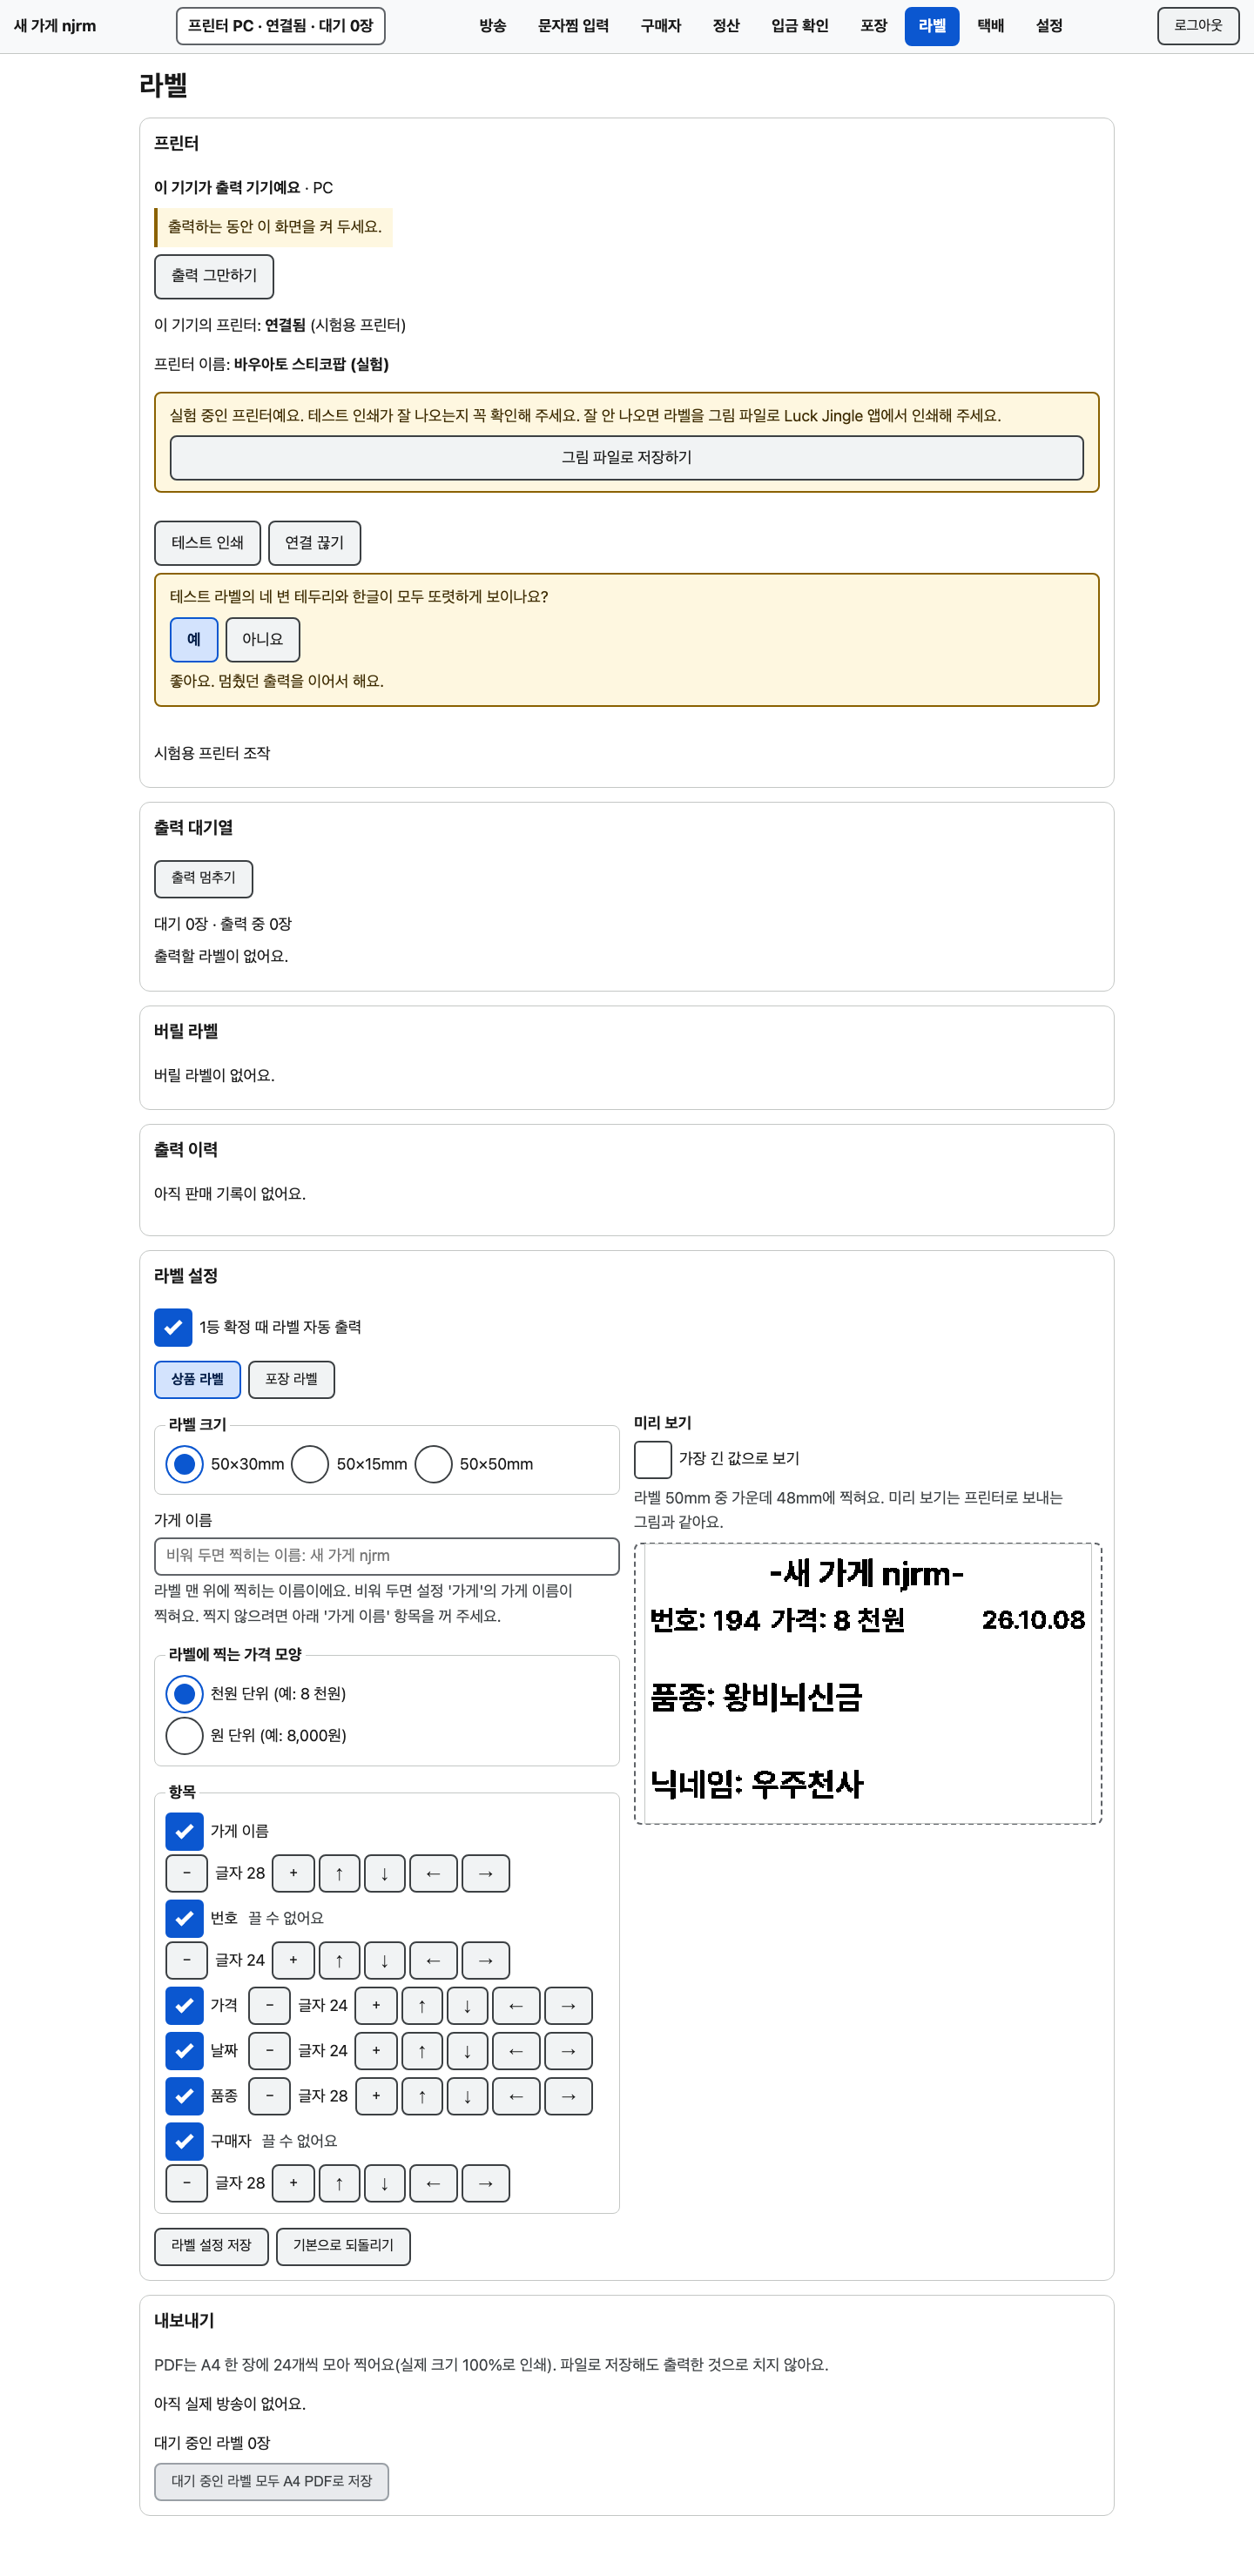 새 가게 njrm
프린터 PC · 연결됨 · 대기 0장
방송
문자찜 입력
구매자
정산
입금 확인
포장
라벨
택배
설정
로그아웃
라벨
프린터
이 기기가 출력 기기예요 · PC
출력하는 동안 이 화면을 켜 두세요.
출력 그만하기
이 기기의 프린터: 연결됨 (시험용 프린터)
프린터 이름: 바우아토 스티코팝 (실험)
실험 중인 프린터예요. 테스트 인쇄가 잘 나오는지 꼭 확인해 주세요. 잘 안 나오면 라벨을 그림 파일로 Luck Jingle 앱에서 인쇄해 주세요.
그림 파일로 저장하기
테스트 인쇄
연결 끊기
테스트 라벨의 네 변 테두리와 한글이 모두 또렷하게 보이나요?
예
아니요
좋아요. 멈췄던 출력을 이어서 해요.
시험용 프린터 조작
출력 대기열
출력 멈추기
대기 0장 · 출력 중 0장
출력할 라벨이 없어요.
버릴 라벨
버릴 라벨이 없어요.
출력 이력
아직 판매 기록이 없어요.
라벨 설정
1등 확정 때 라벨 자동 출력
상품 라벨
포장 라벨
라벨 크기
50×30mm
50×15mm
50×50mm
가게 이름
비워 두면 찍히는 이름: 새 가게 njrm
라벨 맨 위에 찍히는 이름이에요. 비워 두면 설정 '가게'의 가게 이름이
찍혀요. 찍지 않으려면 아래 '가게 이름' 항목을 꺼 주세요.
라벨에 찍는 가격 모양
천원 단위 (예: 8 천원)
원 단위 (예: 8,000원)
항목
가게 이름
− 글자 28 + ↑ ↓ ← →
번호 끌 수 없어요
− 글자 24 + ↑ ↓ ← →
가격 − 글자 24 + ↑ ↓ ← →
날짜 − 글자 24 + ↑ ↓ ← →
품종 − 글자 28 + ↑ ↓ ← →
구매자 끌 수 없어요
− 글자 28 + ↑ ↓ ← →
라벨 설정 저장
기본으로 되돌리기
미리 보기
가장 긴 값으로 보기
라벨 50mm 중 가운데 48mm에 찍혀요. 미리 보기는 프린터로 보내는
그림과 같아요.
-새 가게 njrm-
번호: 194 가격: 8 천원 26.10.08
품종: 왕비뇌신금
닉네임: 우주천사
내보내기
PDF는 A4 한 장에 24개씩 모아 찍어요(실제 크기 100%로 인쇄). 파일로 저장해도 출력한 것으로 치지 않아요.
아직 실제 방송이 없어요.
대기 중인 라벨 0장
대기 중인 라벨 모두 A4 PDF로 저장